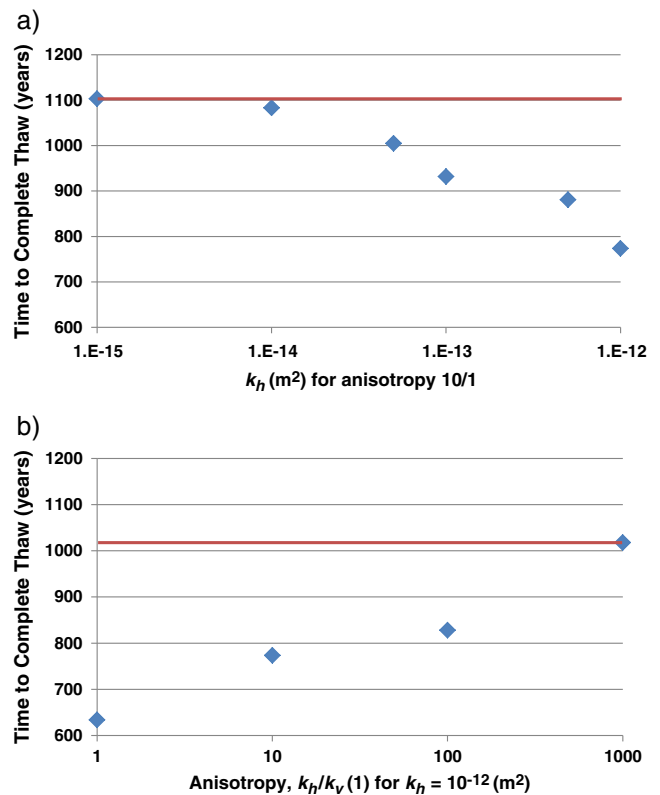 a)
Time to Complete Thaw (years)
1200
1100
1000
900
800
700
600
1.E-15 1.E-14 1.E-13 1.E-12
k_h (m²) for anisotropy 10/1
b)
Time to Complete Thaw (years)
1200
1100
1000
900
800
700
600
1 10 100 1000
Anisotropy, k_h/k_v (1) for k_h = 10⁻¹² (m²)